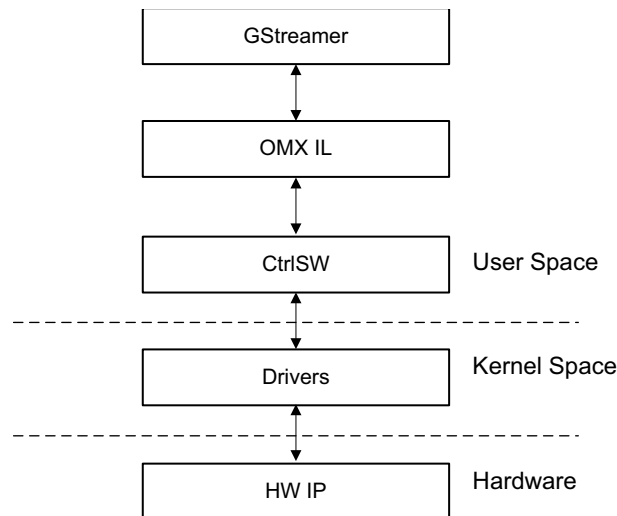 GStreamer
OMX IL
CtrlSW
User Space
Drivers
Kernel Space
HW IP
Hardware